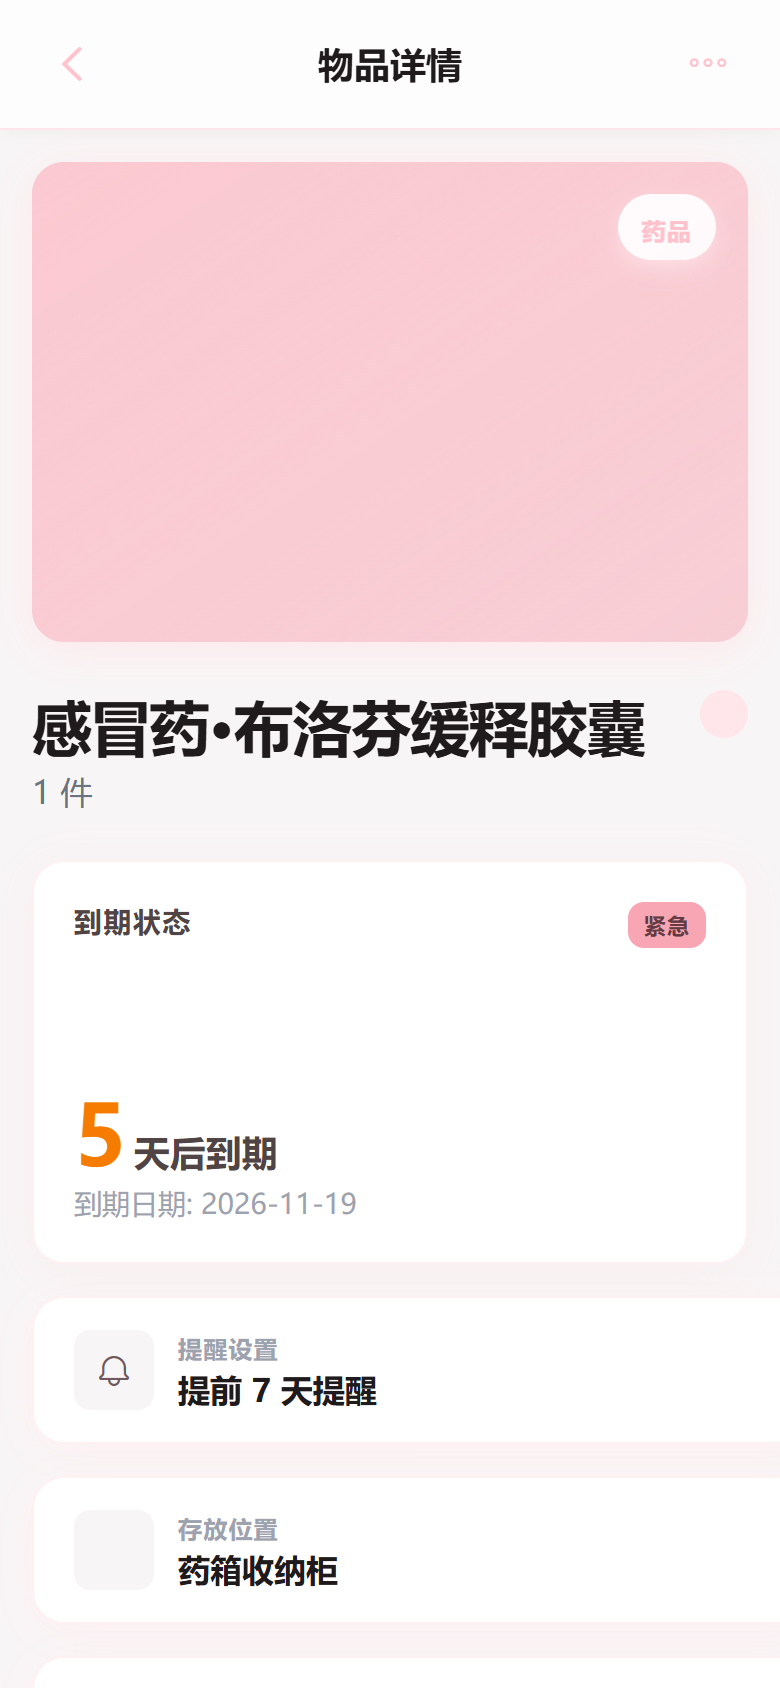 物品详情
药品
感冒药•布洛芬缓释胶囊
1 件
到期状态
紧急
5 天后到期
到期日期: 2026-11-19
提醒设置
提前 7 天提醒
存放位置
药箱收纳柜